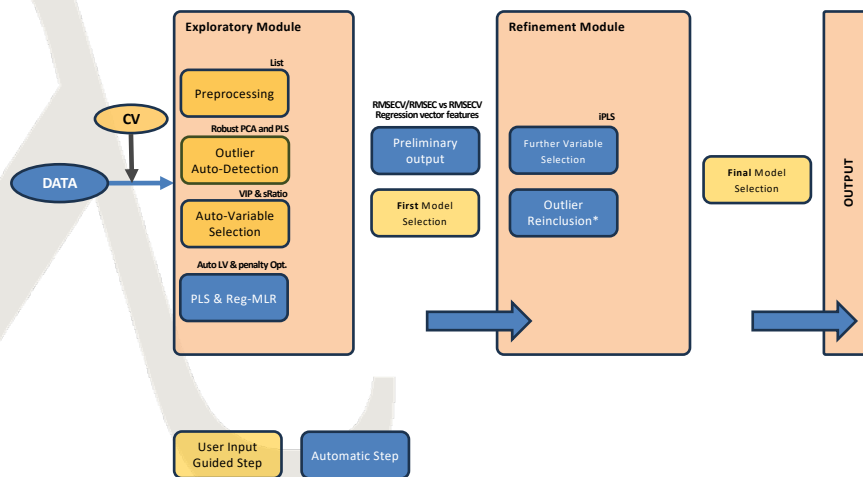 Exploratory Module
List
Preprocessing
Robust PCA and PLS
Outlier
Auto-Detection
VIP & sRatio
Auto-Variable
Selection
Auto LV & penalty Opt.
PLS & Reg-MLR
CV
DATA
RMSECV/RMSEC vs RMSECV
Regression vector features
Preliminary
output
First Model
Selection
Refinement Module
iPLS
Further Variable
Selection
Outlier
Reinclusion*
Final Model
Selection
OUTPUT
User Input
Guided Step
Automatic Step